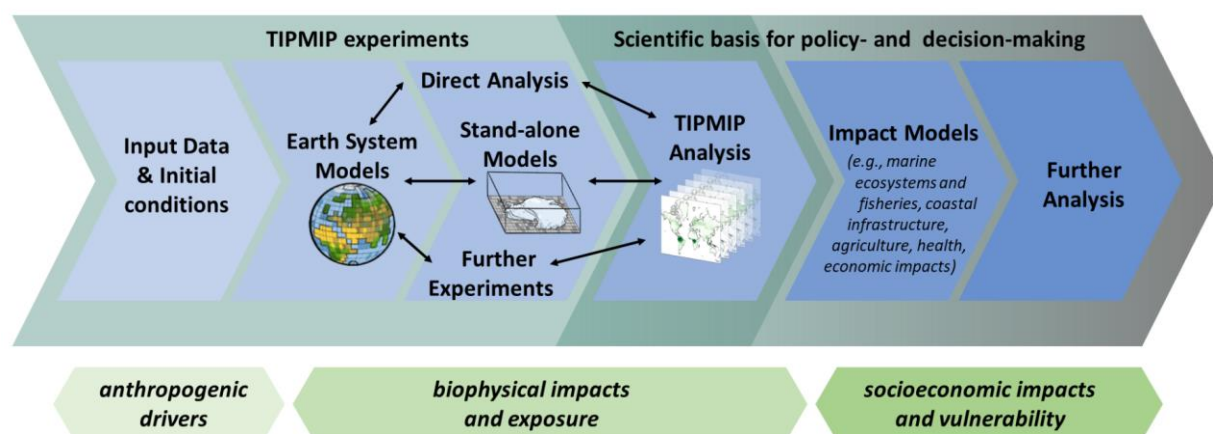 TIPMIP experiments
Scientific basis for policy- and decision-making
Input Data
& Initial
conditions
Earth System
Models
Direct Analysis
Stand-alone
Models
Further
Experiments
TIPMIP
Analysis
Impact Models
(e.g., marine
ecosystems and
fisheries, coastal
infrastructure,
agriculture, health,
economic impacts)
Further
Analysis
anthropogenic
drivers
biophysical impacts
and exposure
socioeconomic impacts
and vulnerability